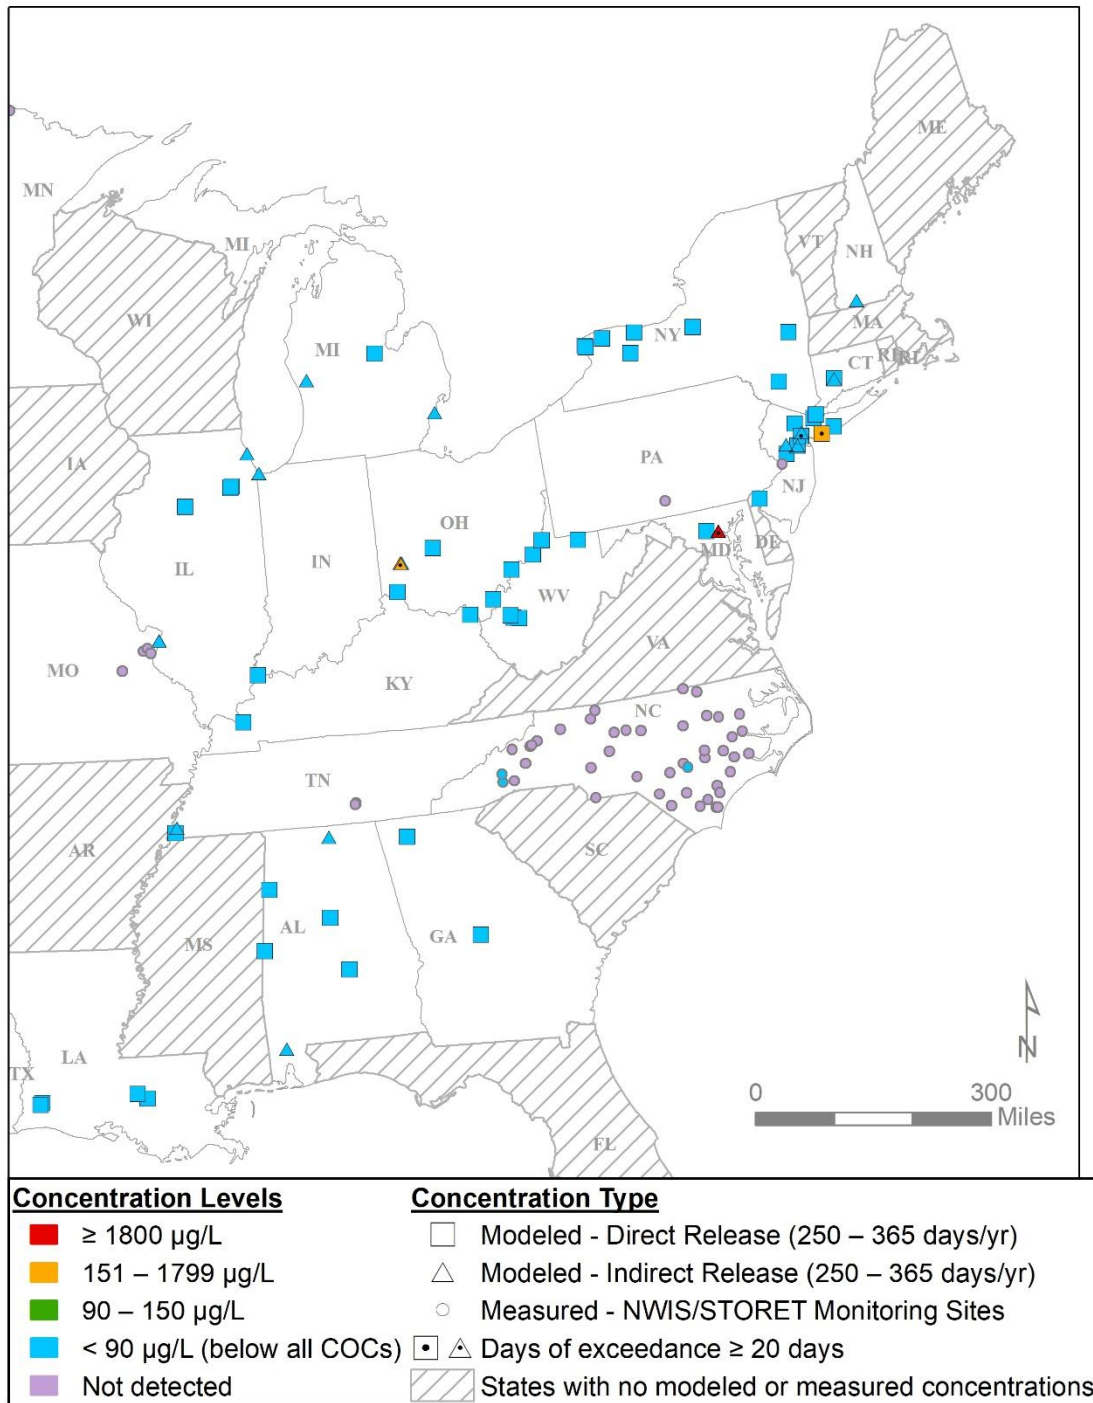 ME
MN
MI
VT
NH
WI
MI
NY
MA
CT
RI
RI
IA
PA
NJ
OH
IL
IN
MD
DE
WV
MO
VA
KY
NC
TN
AR
SC
MS
AL
GA
N
LA
TX
0
300
Miles
FL
Concentration Levels
≥ 1800 µg/L
151 – 1799 µg/L
90 – 150 µg/L
< 90 µg/L (below all COCs)
Not detected
Concentration Type
Modeled - Direct Release (250 – 365 days/yr)
Modeled - Indirect Release (250 – 365 days/yr)
Measured - NWIS/STORET Monitoring Sites
Days of exceedance ≥ 20 days
States with no modeled or measured concentrations